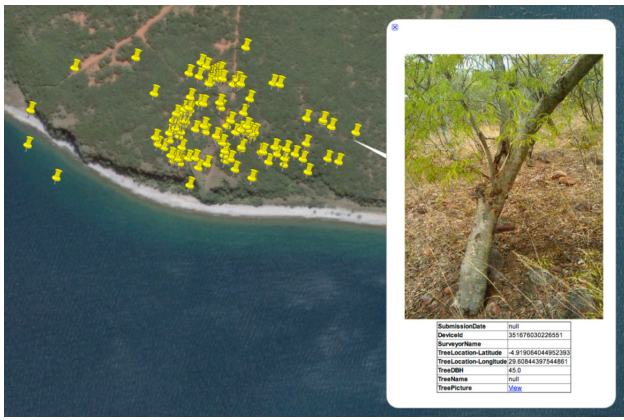 SubmissionDate null
DeviceId 351676030226551
SurveyorName
TreeLocation-Latitude -4.919084044952393
TreeLocation-Longitude 29.60844397544861
TreeDBH 45.0
TreeName null
TreePicture View